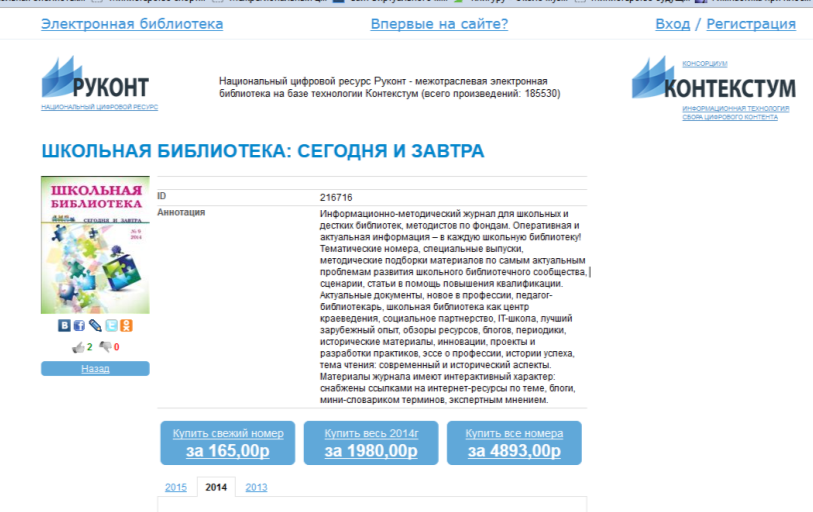 Электронная библиотека
Впервые на сайте?
Вход / Регистрация
РУКОНТ
НАЦИОНАЛЬНЫЙ ЦИФРОВОЙ РЕСУРС
Национальный цифровой ресурс Руконт - межотраслевая электронная
библиотека на базе технологии Контекстум (всего произведений: 185530)
КОНСОРЦИУМ
КОНТЕКСТУМ
ИНФОРМАЦИОННАЯ ТЕХНОЛОГИЯ
СБОРА ЦИФРОВОГО КОНТЕНТА
ШКОЛЬНАЯ БИБЛИОТЕКА: СЕГОДНЯ И ЗАВТРА
ШКОЛЬНАЯ
БИБЛИОТЕКА
СЕГОДНЯ И ЗАВТРА
№ 9
2014
2 0
Назад
ID 216716
Аннотация
Информационно-методический журнал для школьных и
дестких библиотек, методистов по фондам. Оперативная и
актуальная информация – в каждую школьную библиотеку!
Тематические номера, специальные выпуски,
методические подборки материалов по самым актуальным
проблемам развития школьного библиотечного сообщества,
сценарии, статьи в помощь повышения квалификации.
Актуальные документы, новое в профессии, педагог-
библиотекарь, школьная библиотека как центр
краеведения, социальное партнерство, IT-школа, лучший
зарубежный опыт, обзоры ресурсов, блогов, периодики,
исторические материалы, инновации, проекты и
разработки практиков, эссе о профессии, истории успеха,
тема чтения: современный и исторический аспекты.
Материалы журнала имеют интерактивный характер:
снабжены ссылками на интернет-ресурсы по теме, блоги,
мини-словариком терминов, экспертным мнением.
Купить свежий номер
за 165,00р
Купить весь 2014г
за 1980,00р
Купить все номера
за 4893,00р
2015 2014 2013